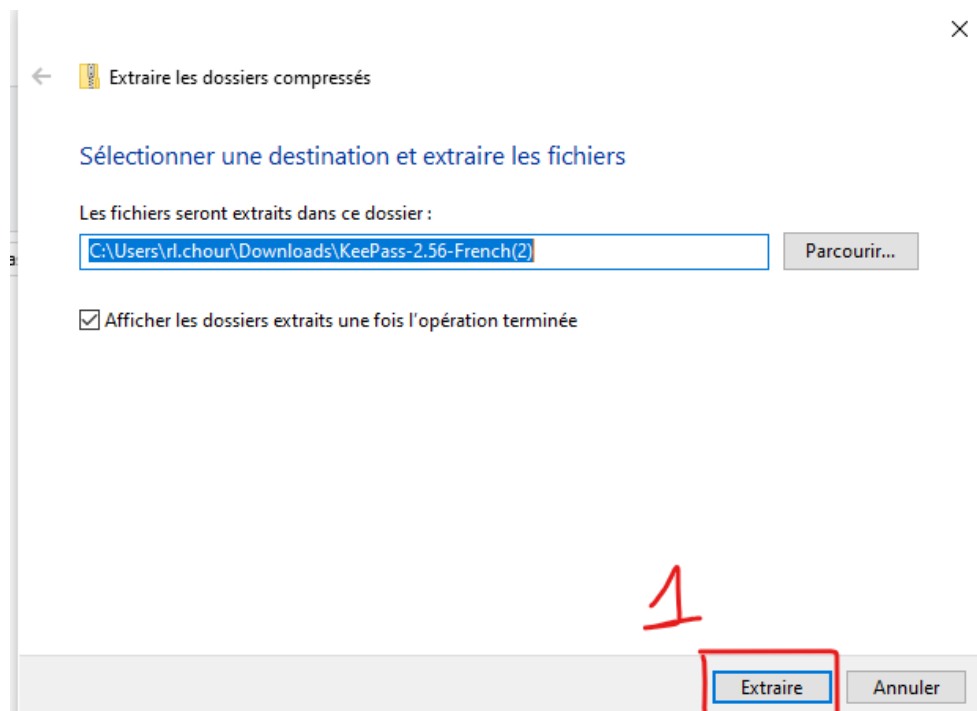 Extraire les dossiers compressés
Sélectionner une destination et extraire les fichiers
Les fichiers seront extraits dans ce dossier :
C:\Users\rl.chour\Downloads\KeePass-2.56-French(2)
Parcourir...
Afficher les dossiers extraits une fois l'opération terminée
1
Extraire
Annuler